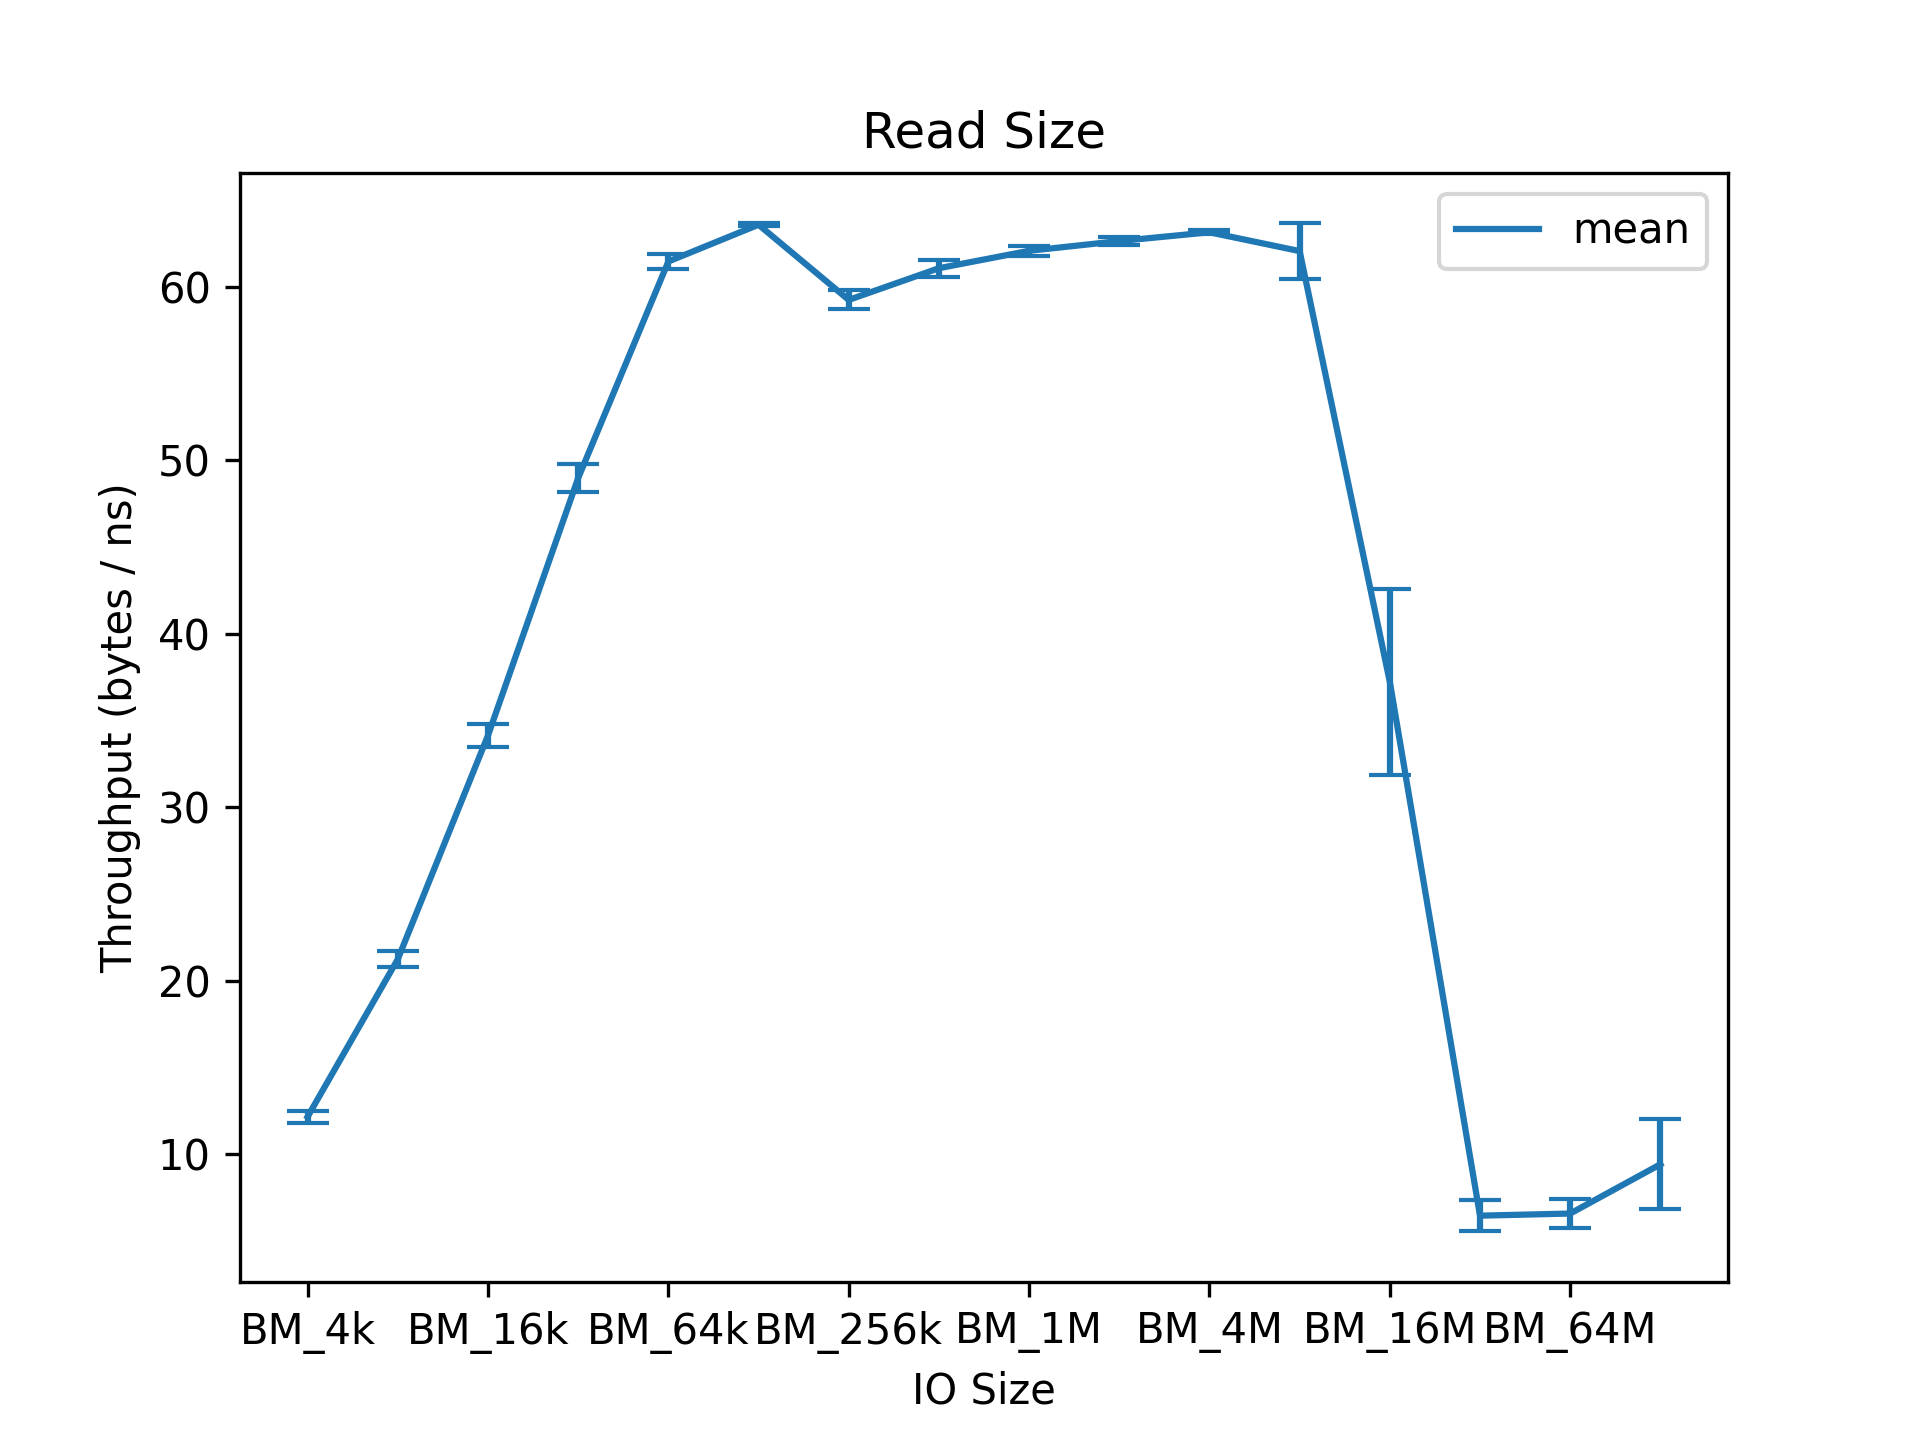 Read Size
mean
Throughput (bytes / ns)
60
50
40
30
20
10
BM_4k BM_16k BM_64k BM_256k BM_1M BM_4M BM_16M BM_64M
IO Size